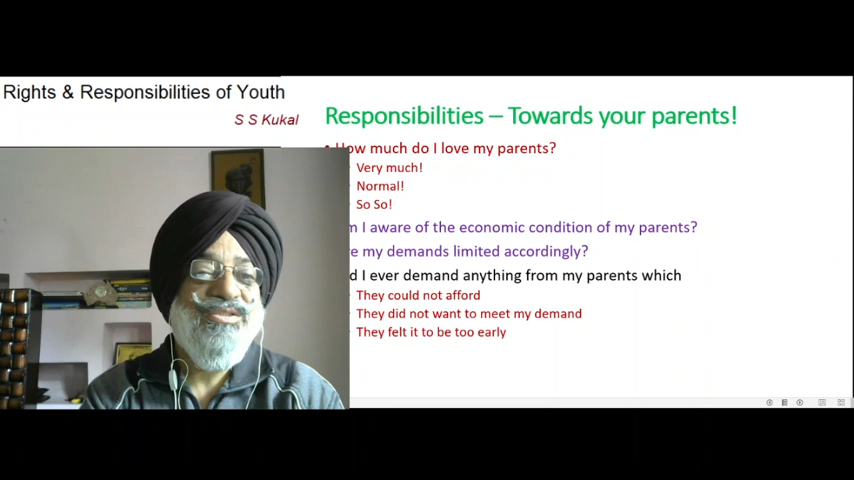 Rights & Responsibilities of Youth
S S Kukal
Responsibilities – Towards your parents!
• How much do I love my parents?
Very much!
Normal!
So So!
m I aware of the economic condition of my parents?
re my demands limited accordingly?
d I ever demand anything from my parents which
They could not afford
They did not want to meet my demand
They felt it to be too early